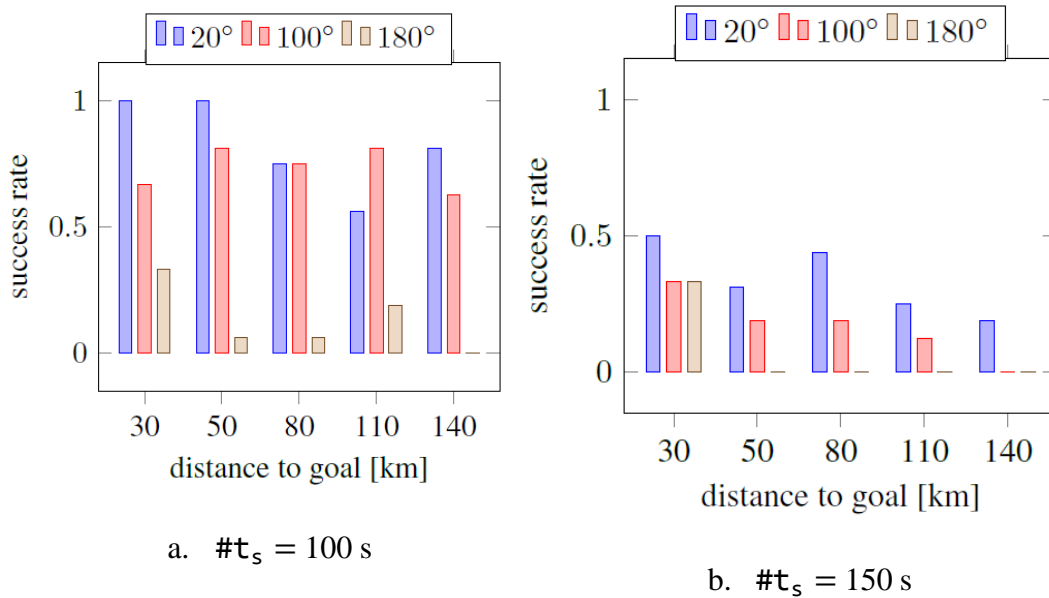 20° 100° 180°
1
0.5
0
success rate
30 50 80 110 140
distance to goal [km]
a. #tₛ = 100 s
20° 100° 180°
1
0.5
0
success rate
30 50 80 110 140
distance to goal [km]
b. #tₛ = 150 s